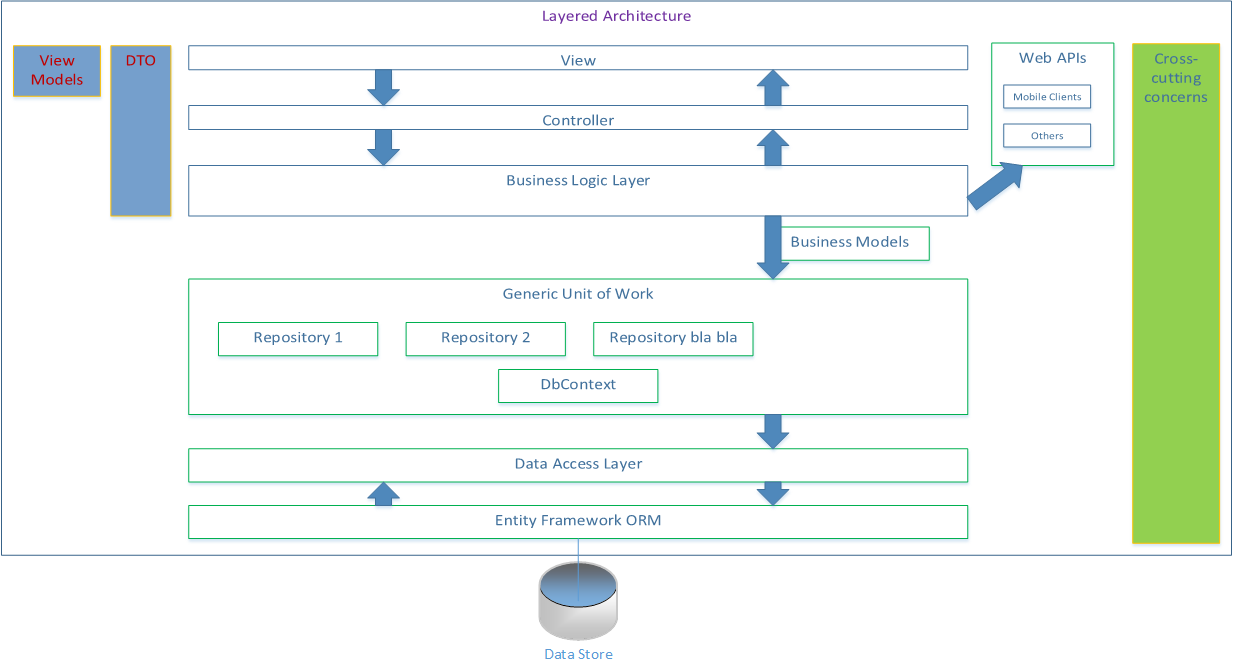 Layered Architecture
View
Models
DTO
View
Controller
Business Logic Layer
Web APIs
Mobile Clients
Others
Cross-
cutting
concerns
Business Models
Generic Unit of Work
Repository 1
Repository 2
Repository bla bla
DbContext
Data Access Layer
Entity Framework ORM
Data Store